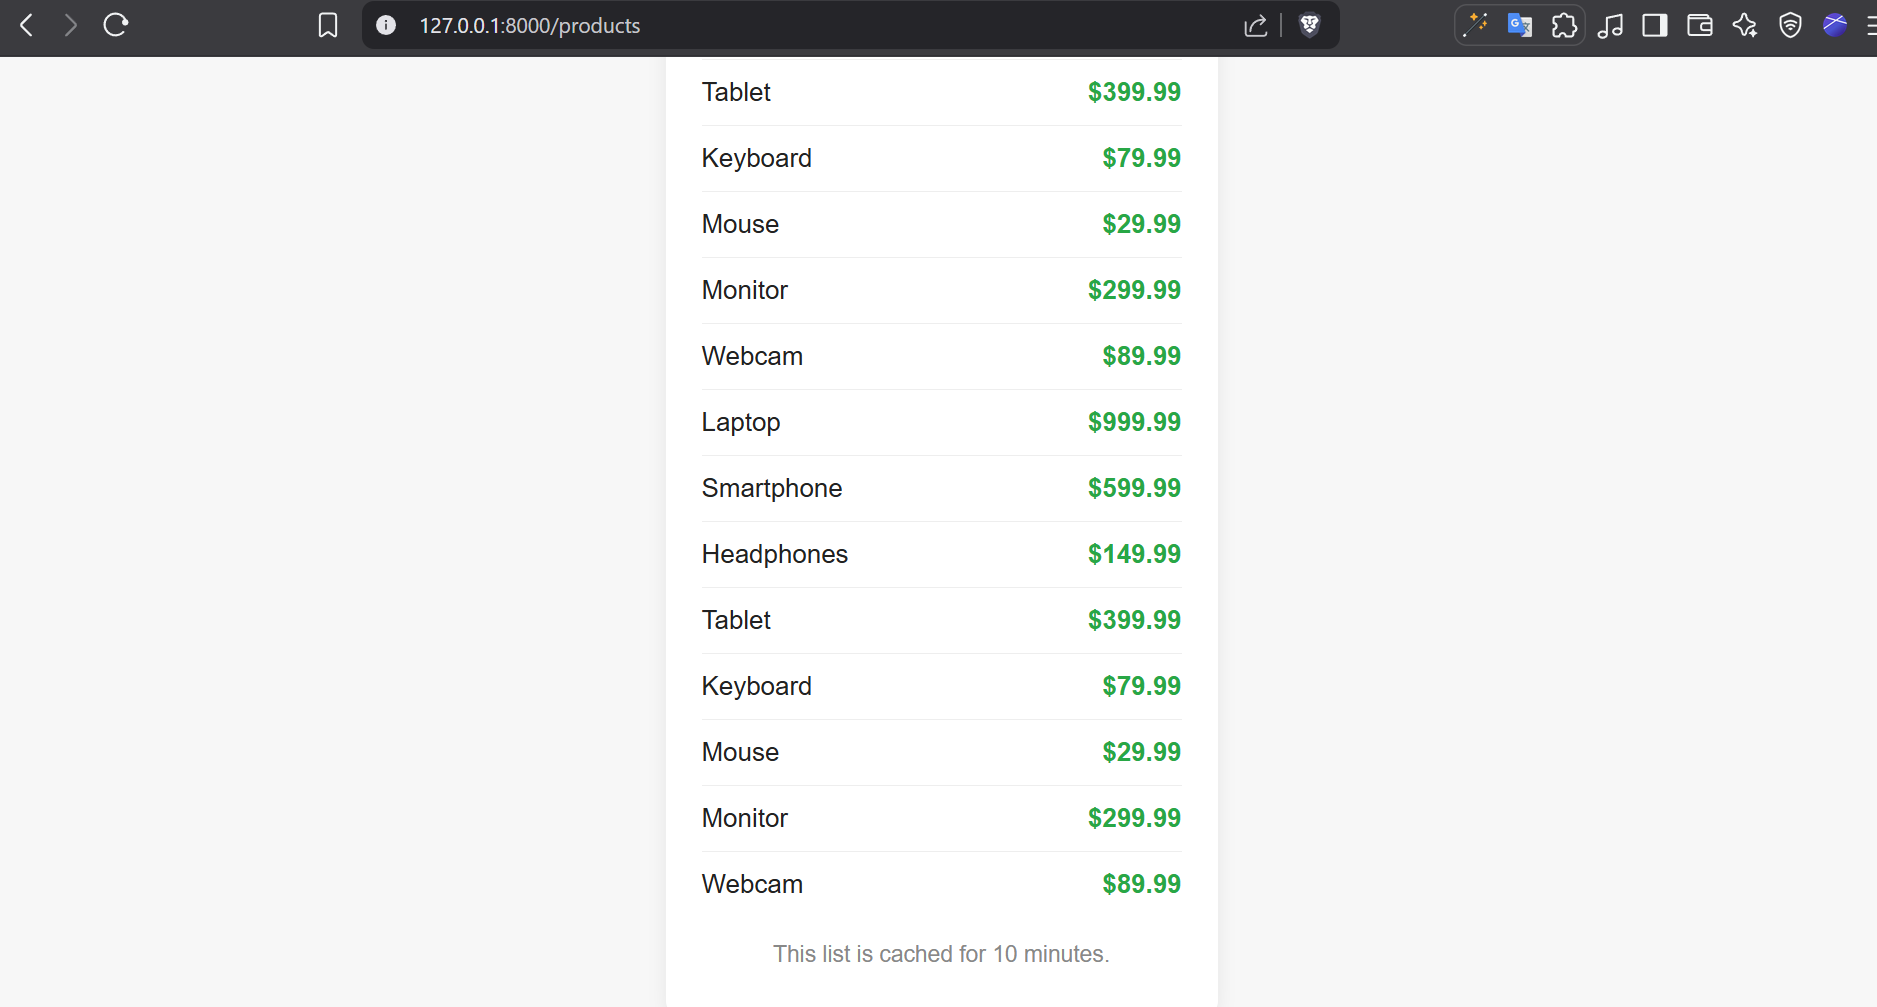 127.0.0.1:8000/products
Tablet $399.99
Keyboard $79.99
Mouse $29.99
Monitor $299.99
Webcam $89.99
Laptop $999.99
Smartphone $599.99
Headphones $149.99
Tablet $399.99
Keyboard $79.99
Mouse $29.99
Monitor $299.99
Webcam $89.99
This list is cached for 10 minutes.